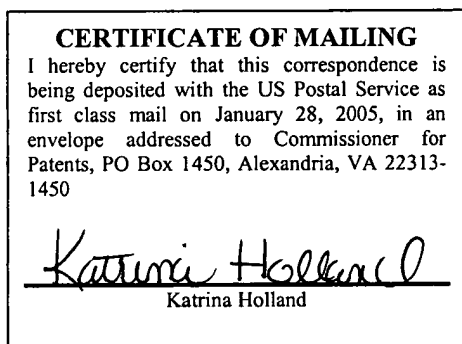 CERTIFICATE OF MAILING
I hereby certify that this correspondence is
being deposited with the US Postal Service as
first class mail on January 28, 2005, in an
envelope addressed to Commissioner for
Patents, PO Box 1450, Alexandria, VA 22313-
1450
Katrina Holland
Katrina Holland